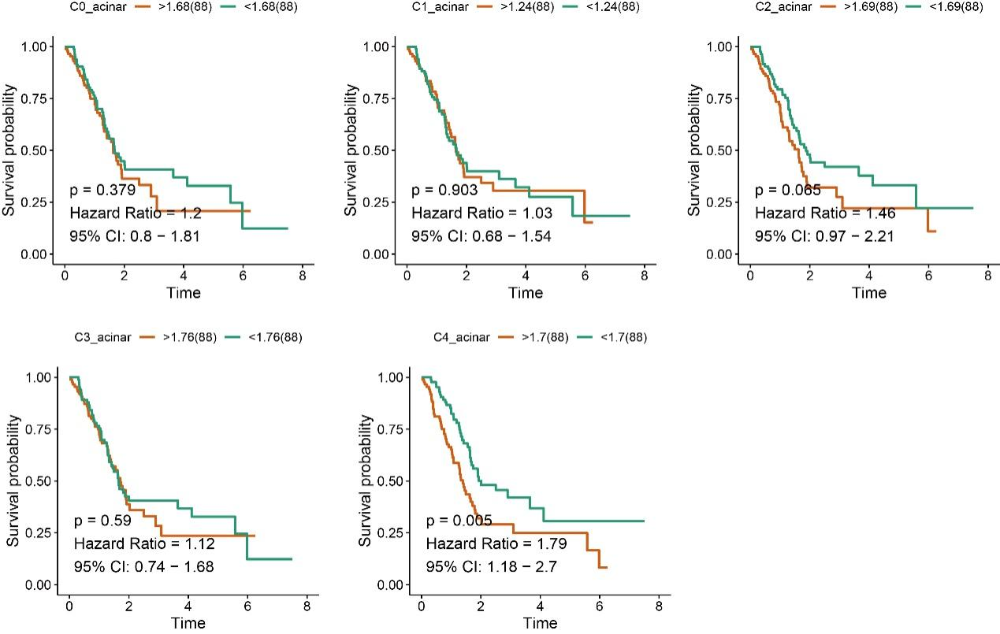 C0_acinar >1.68(88) <1.68(88)
C1_acinar >1.24(88) <1.24(88)
C2_acinar >1.69(88) <1.69(88)
Survival probability
1.00
0.75
0.50
0.25
0.00
p = 0.379
Hazard Ratio = 1.2
95% CI: 0.8 − 1.81
0 2 4 6 8
Time
Survival probability
1.00
0.75
0.50
0.25
0.00
p = 0.903
Hazard Ratio = 1.03
95% CI: 0.68 − 1.54
0 2 4 6 8
Time
Survival probability
1.00
0.75
0.50
0.25
0.00
p = 0.065
Hazard Ratio = 1.46
95% CI: 0.97 − 2.21
0 2 4 6 8
Time
C3_acinar >1.76(88) <1.76(88)
C4_acinar >1.7(88) <1.7(88)
Survival probability
1.00
0.75
0.50
0.25
0.00
p = 0.59
Hazard Ratio = 1.12
95% CI: 0.74 − 1.68
0 2 4 6 8
Time
Survival probability
1.00
0.75
0.50
0.25
0.00
p = 0.005
Hazard Ratio = 1.79
95% CI: 1.18 − 2.7
0 2 4 6 8
Time